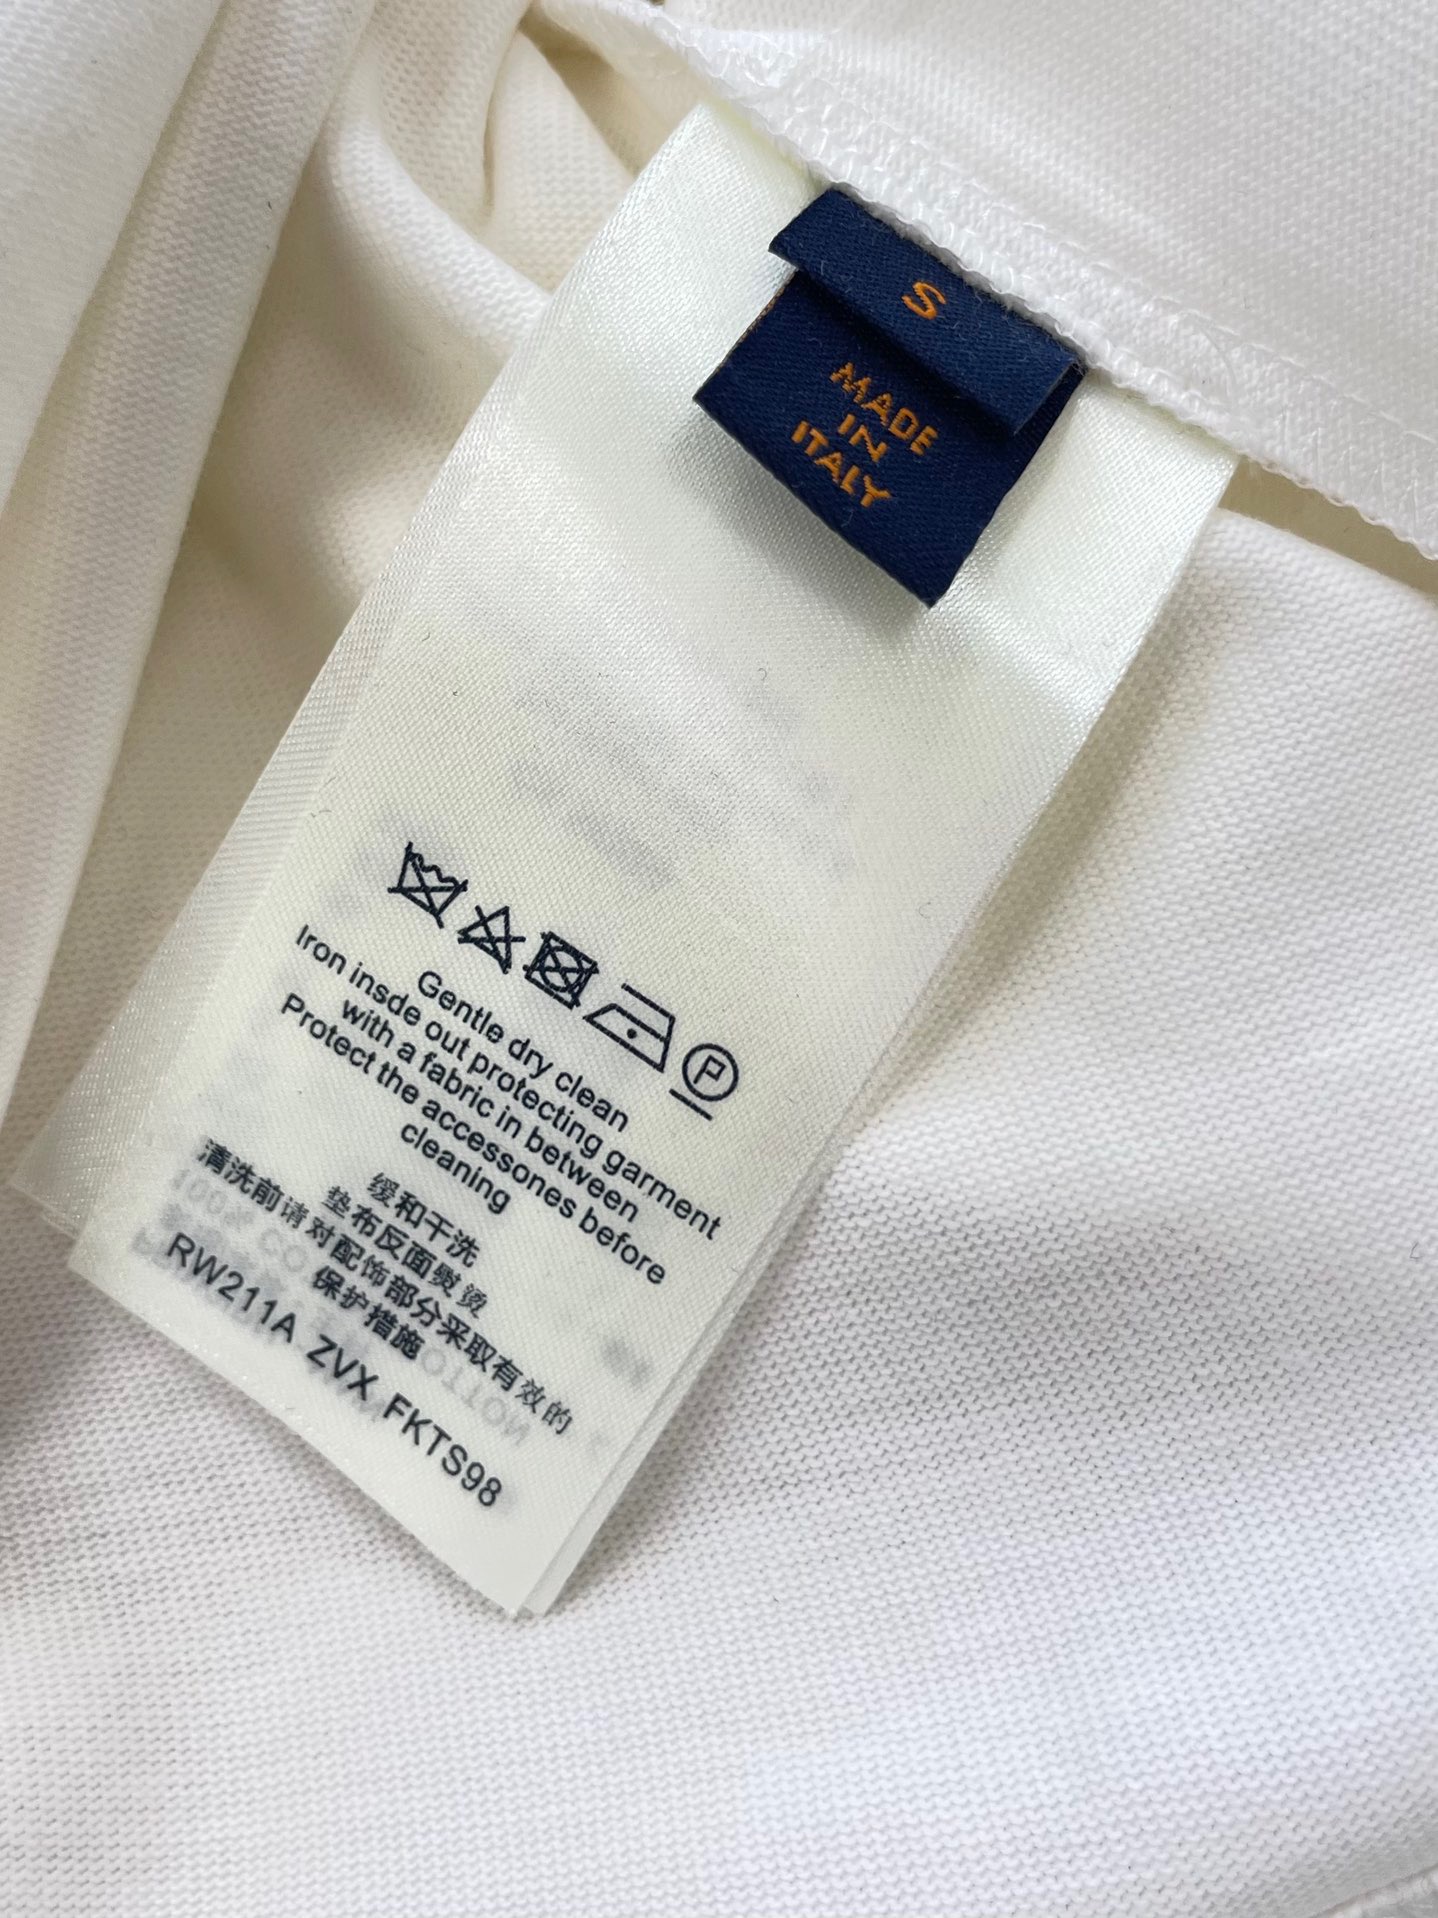 S
MADE
IN
ITALY
P
Gentle dry clean
Iron insde out protecting garment
with a fabric in between
Protect the accessones before
cleaning
缓和干洗
垫布反面熨烫
清洗前请对配饰部分采取有效的
保护措施
RW211A ZVX FKTS98